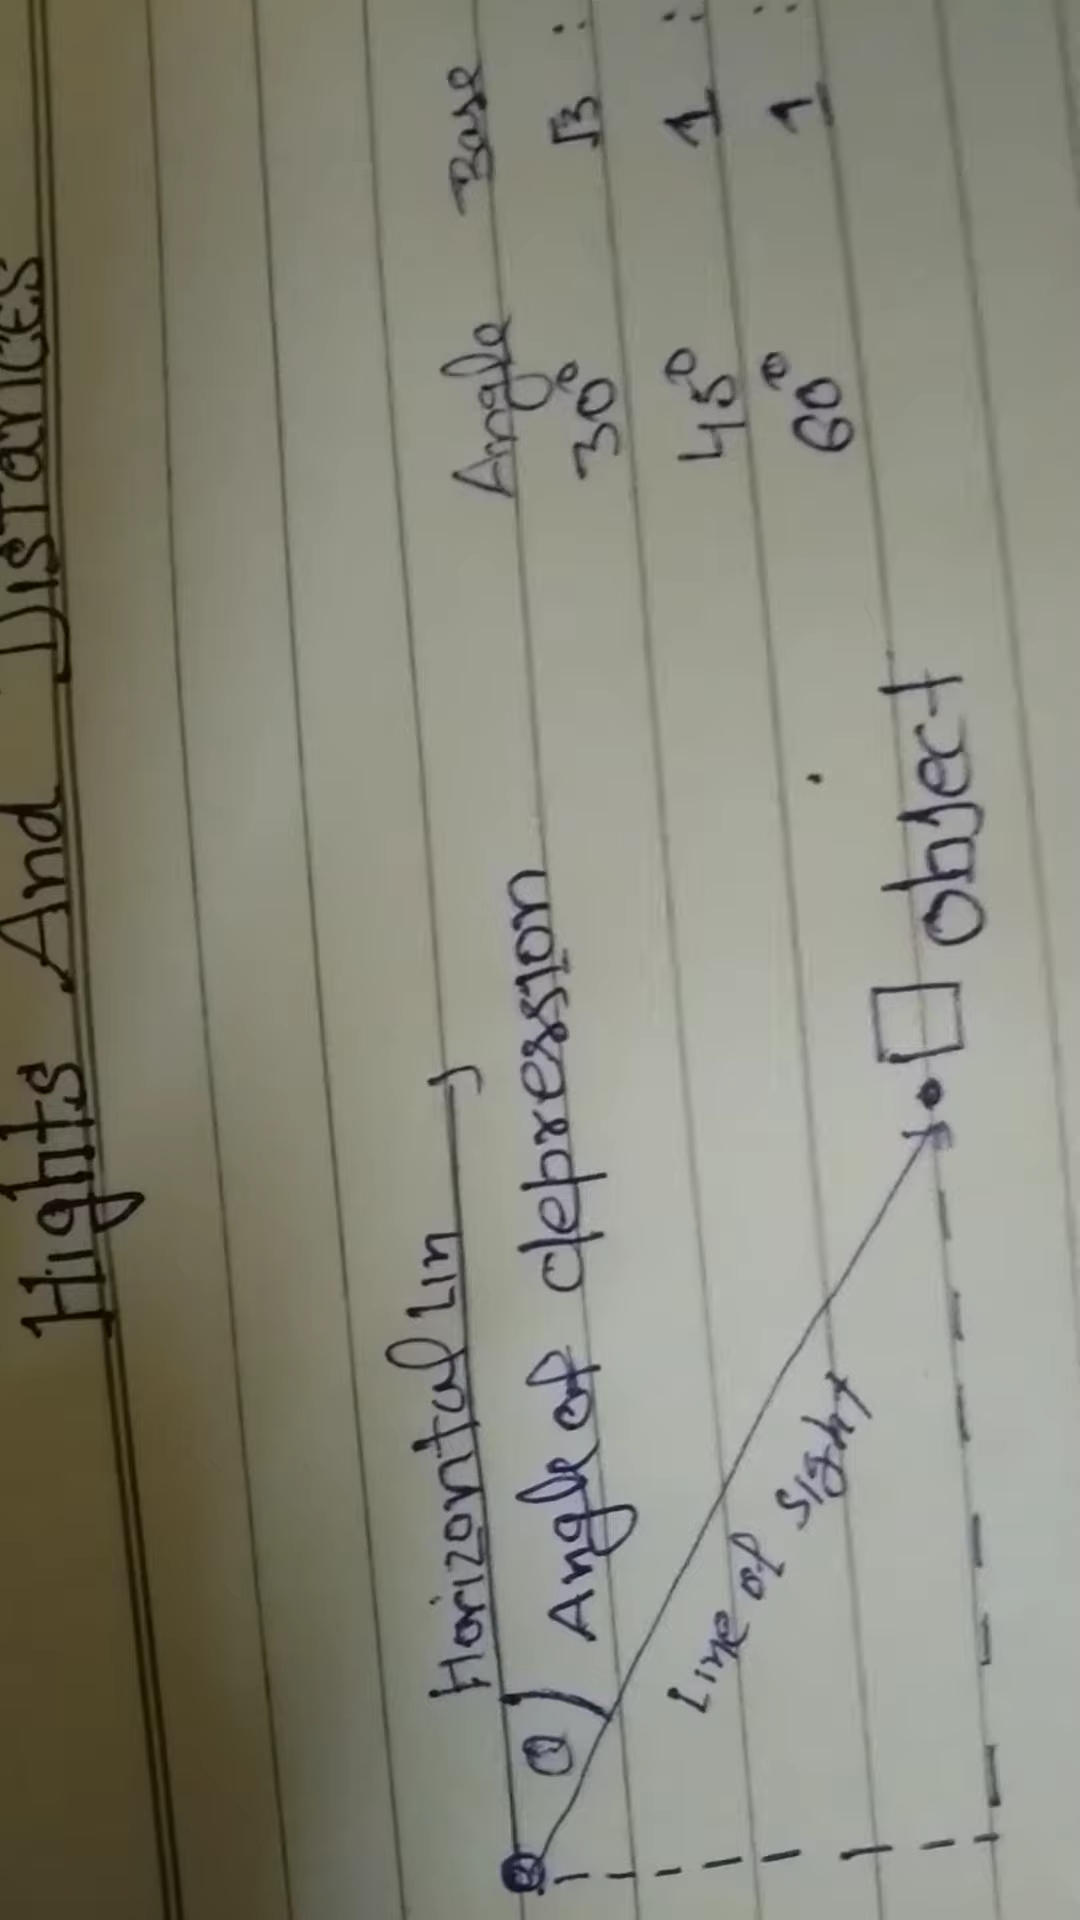 Hights And Distances
Horizontal Lin
Angle of depression
θ
Line of Sight
Object
Angle Base
30° √3 :
45° 1 :
60° 1 :